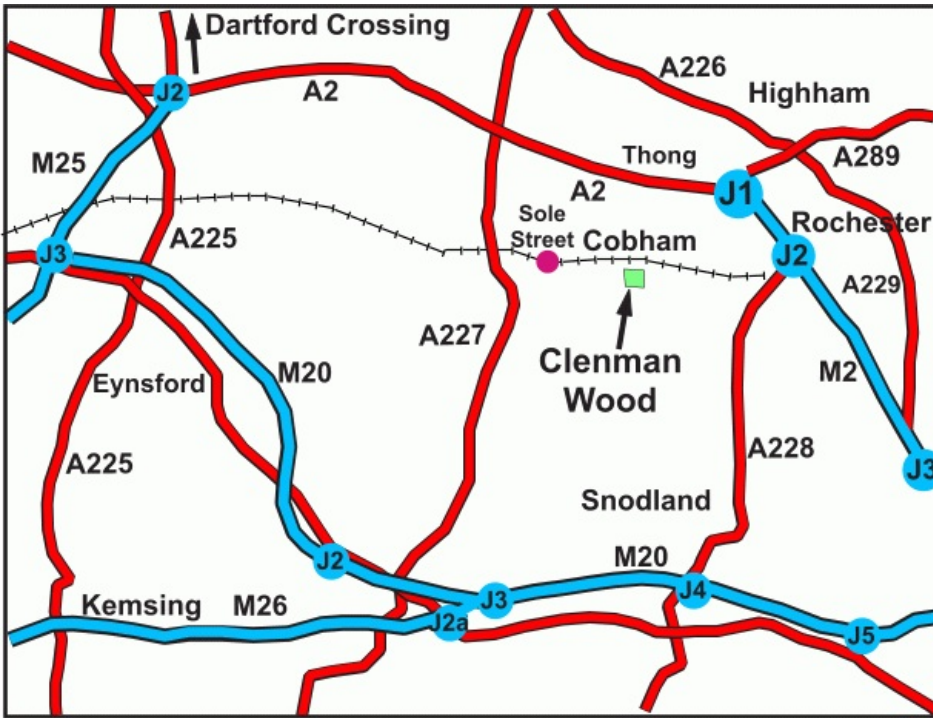 Dartford Crossing
A226
J2
A2
Highham
M25
Thong
A289
A2
J1
Sole
Street
Rochester
A225
Cobham
J3
J2
A229
A227
Clenman
Wood
M20
M2
Eynsford
A225
A228
J3
Snodland
J2
M20
Kemsing
M26
J3
J4
J2a
J5